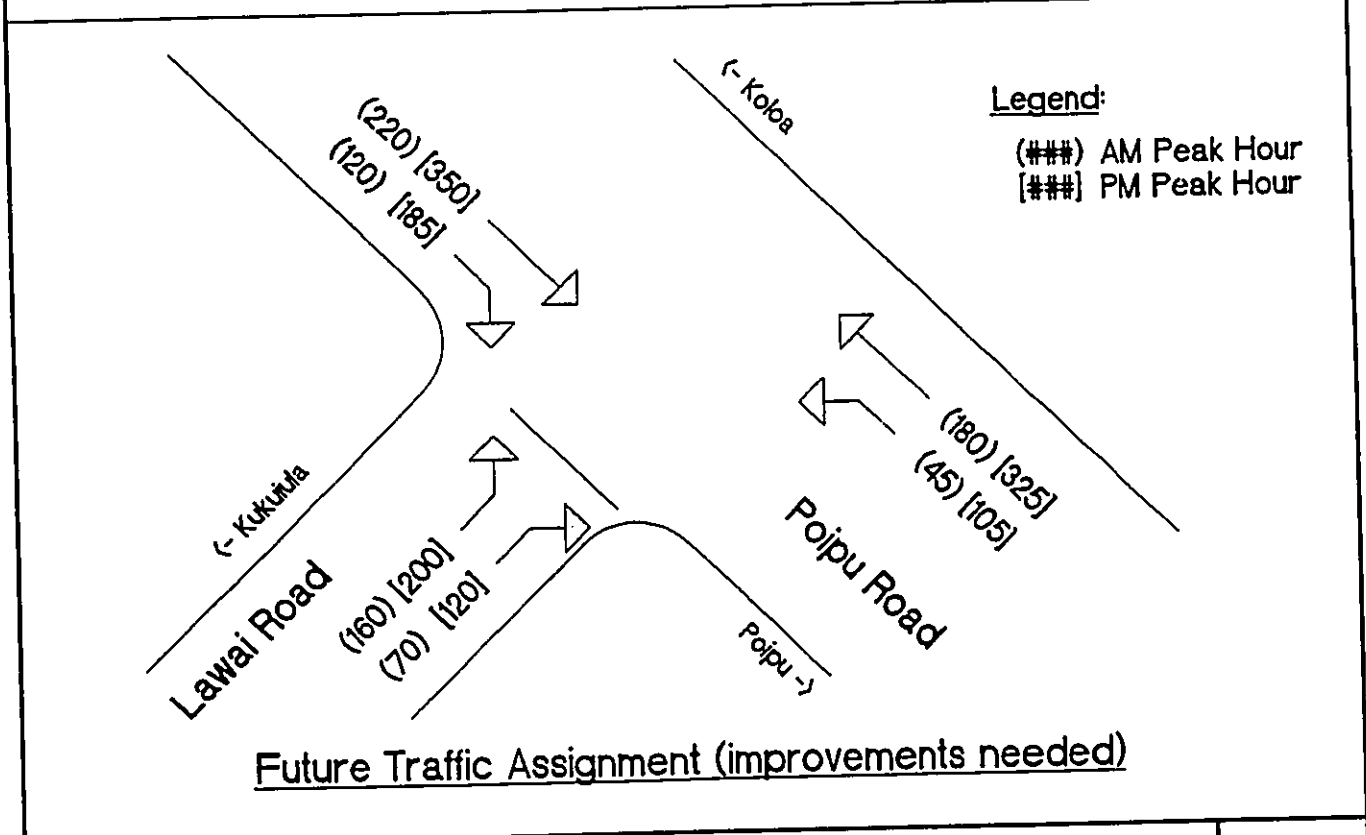 <- Koloa
Legend:
(###) AM Peak Hour
[###] PM Peak Hour
(220) [350]
(120) [185]
(180) [325]
(45) [105]
<- Kukuiula
Lawai Road
(160) [200]
(70) [120]
Poipu Road
Poipu ->
Future Traffic Assignment (improvements needed)